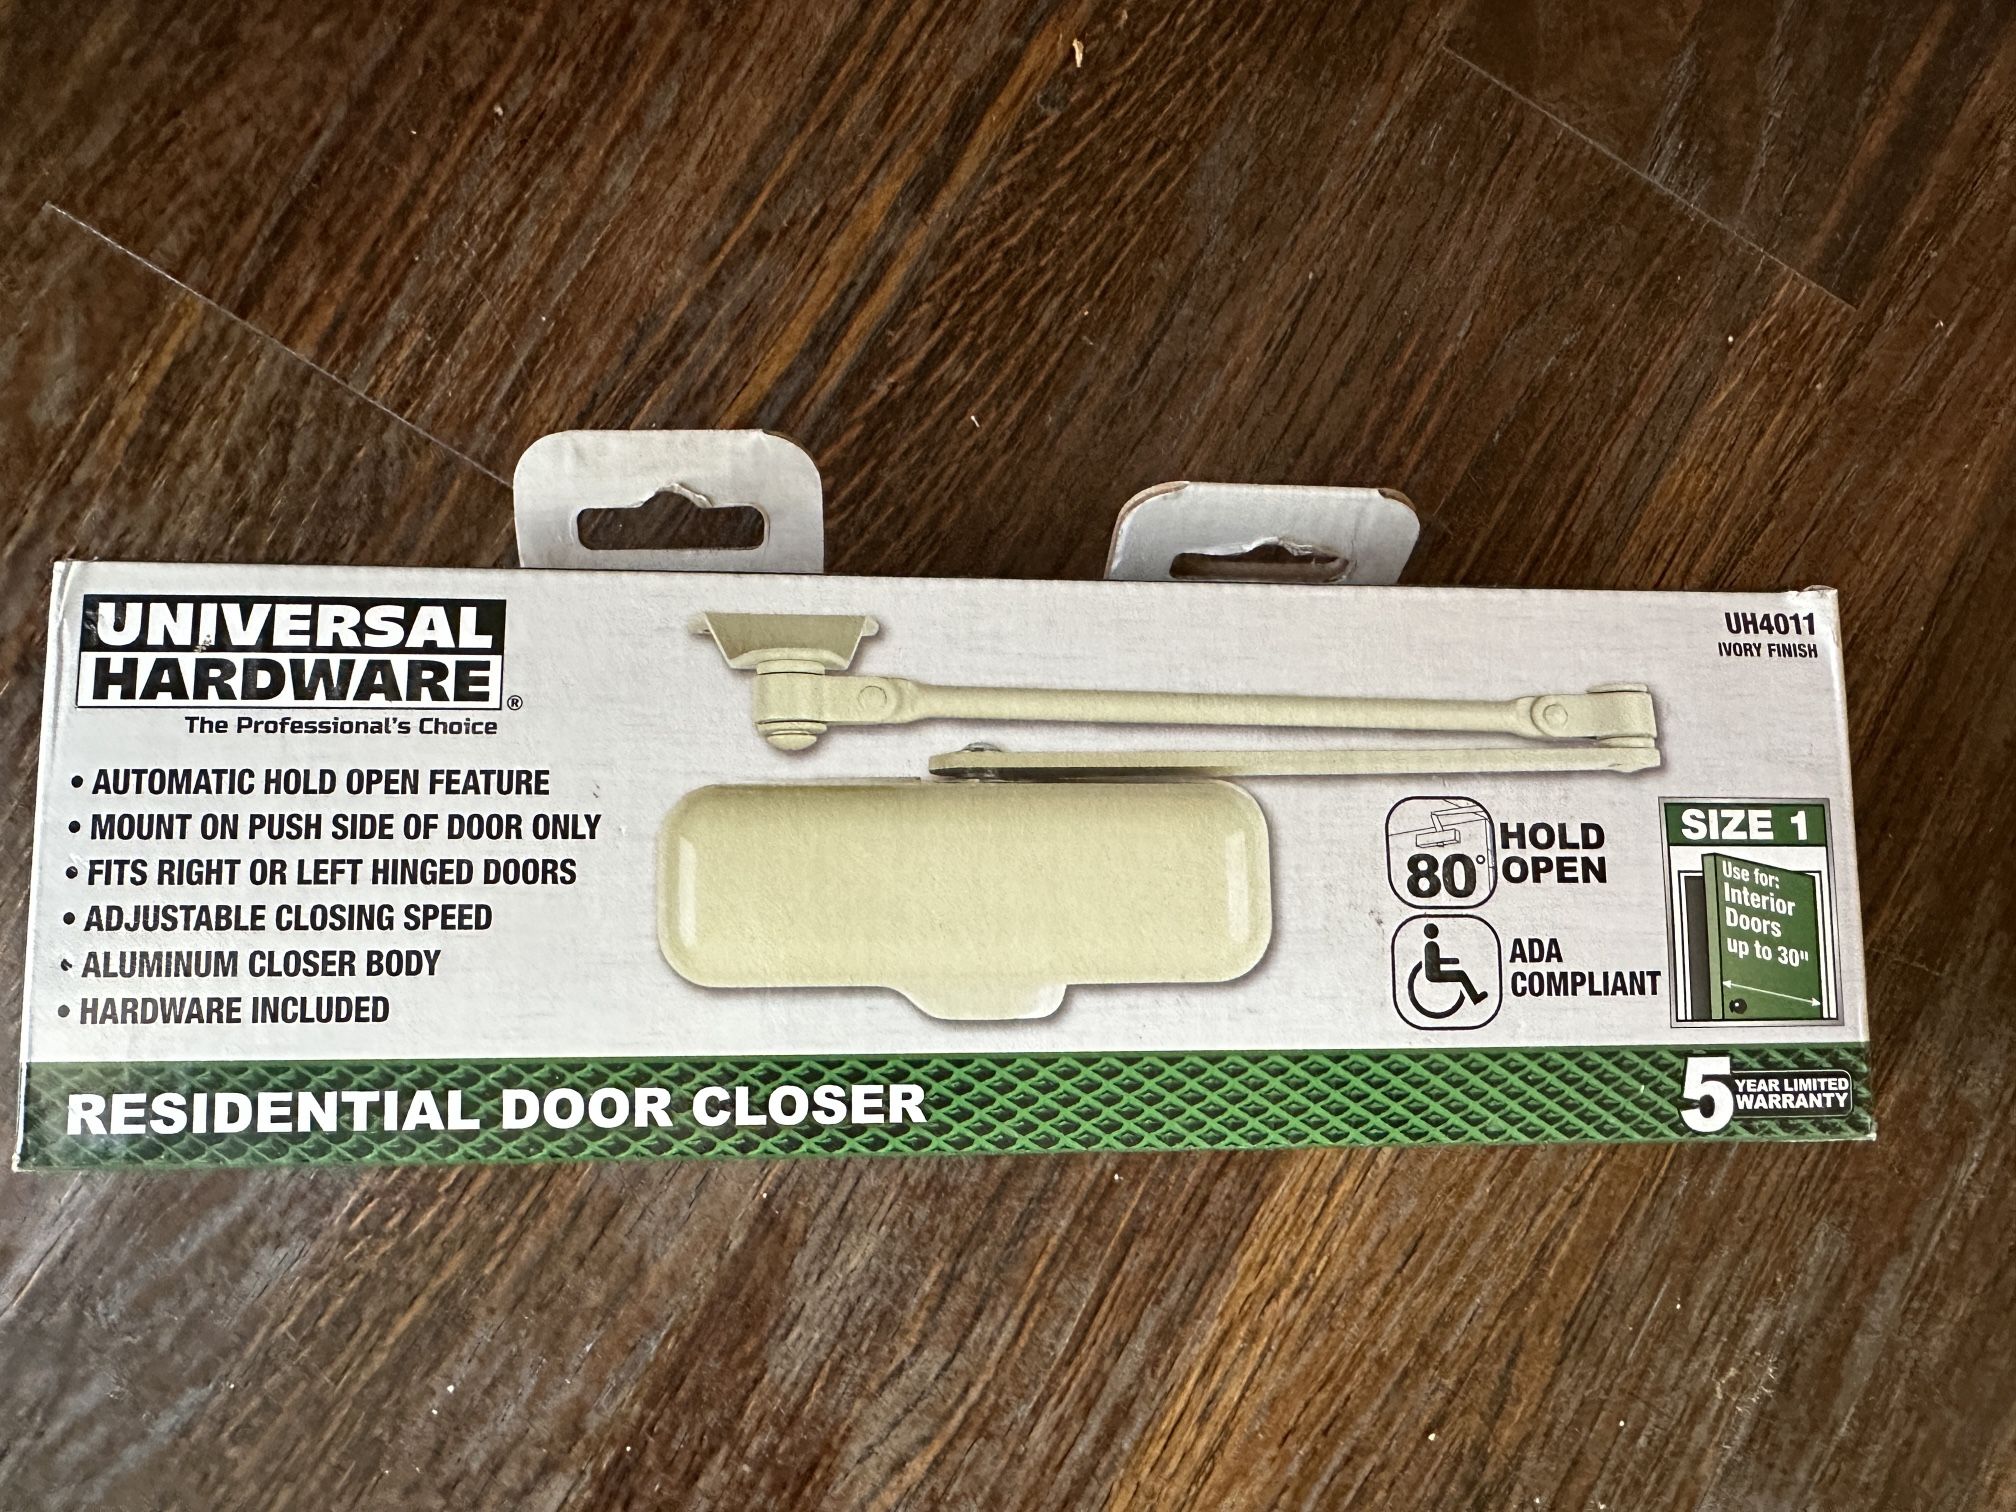 UNIVERSAL
HARDWARE®
The Professional's Choice
• AUTOMATIC HOLD OPEN FEATURE
• MOUNT ON PUSH SIDE OF DOOR ONLY
• FITS RIGHT OR LEFT HINGED DOORS
• ADJUSTABLE CLOSING SPEED
• ALUMINUM CLOSER BODY
• HARDWARE INCLUDED
UH4011
IVORY FINISH
80°
HOLD
OPEN
ADA
COMPLIANT
SIZE 1
Use for:
Interior
Doors
up to 30"
RESIDENTIAL DOOR CLOSER
5 YEAR LIMITED
WARRANTY